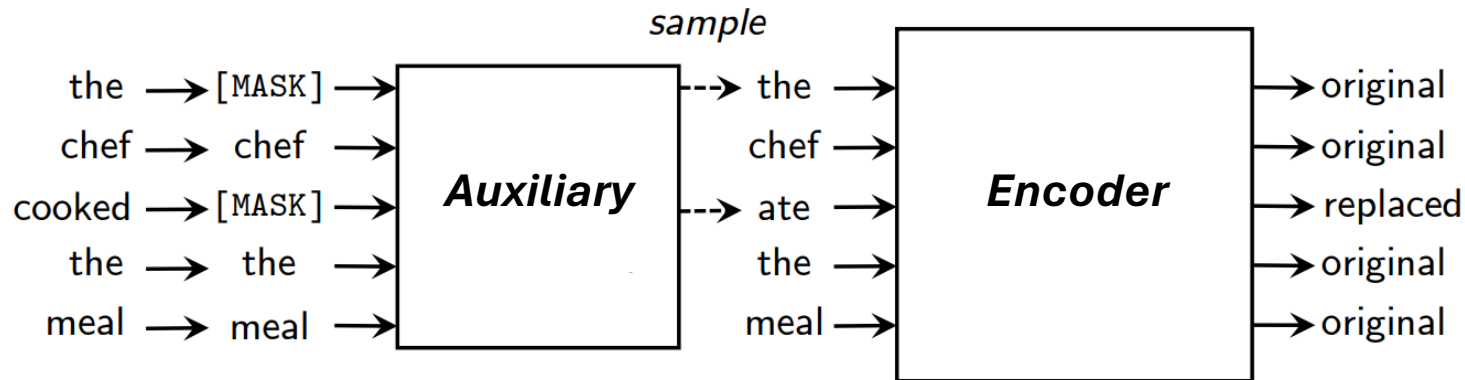 sample
the [MASK] the original
chef chef chef original
cooked [MASK] ate replaced
Auxiliary Encoder
the the the original
meal meal meal original